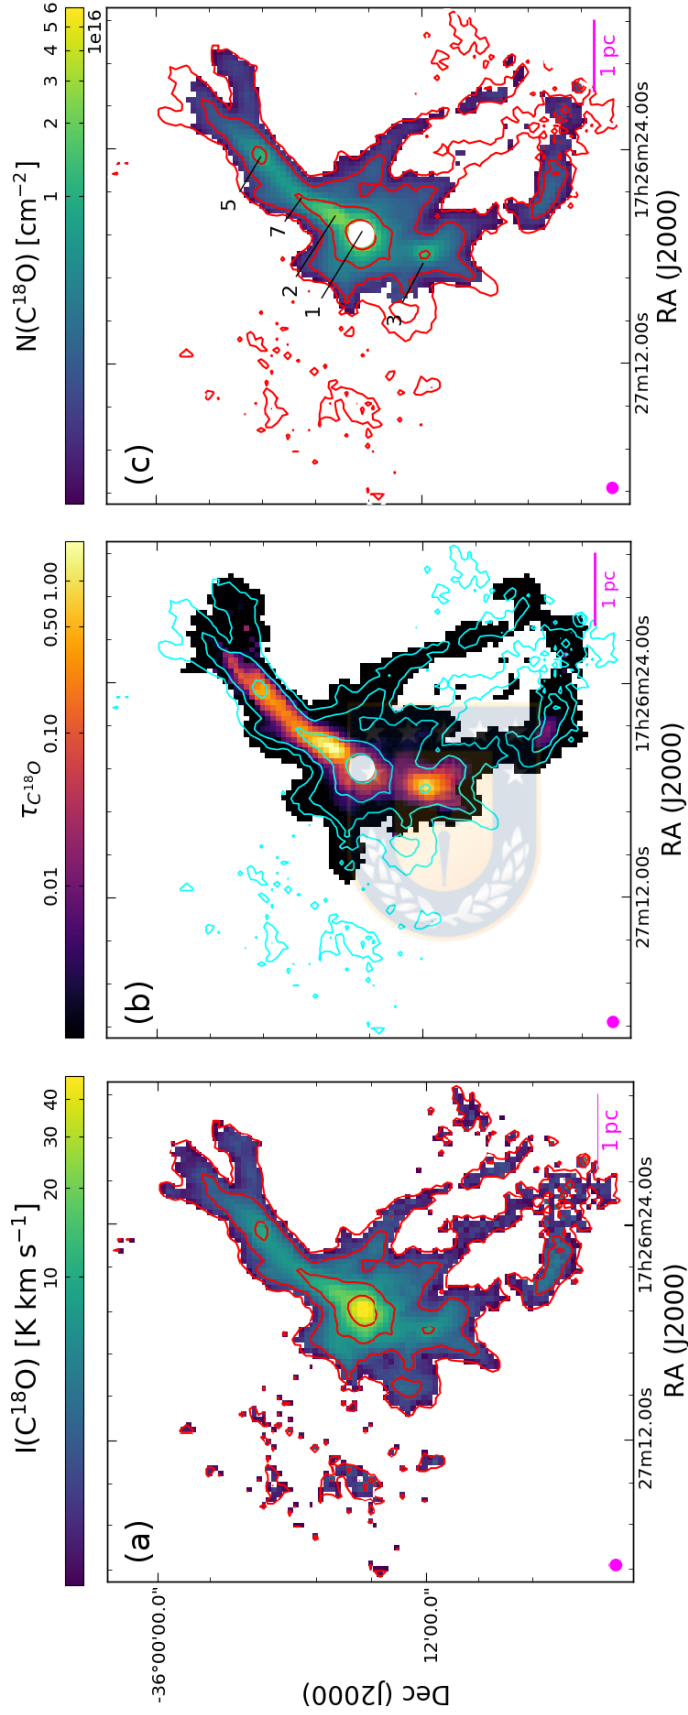 I(C¹⁸O) [K km s⁻¹]
10
20
30
40
(a)
1 pc
-36°00'00.0"
12'00.0"
Dec (J2000)
27m12.00s
17h26m24.00s
RA (J2000)
τC¹⁸O
0.01
0.10
0.50
1.00
(b)
1 pc
27m12.00s
17h26m24.00s
RA (J2000)
N(C¹⁸O) [cm⁻²]
1
2
3
4
5
6
1e16
(c)
5
7
2
1
3
1 pc
27m12.00s
17h26m24.00s
RA (J2000)